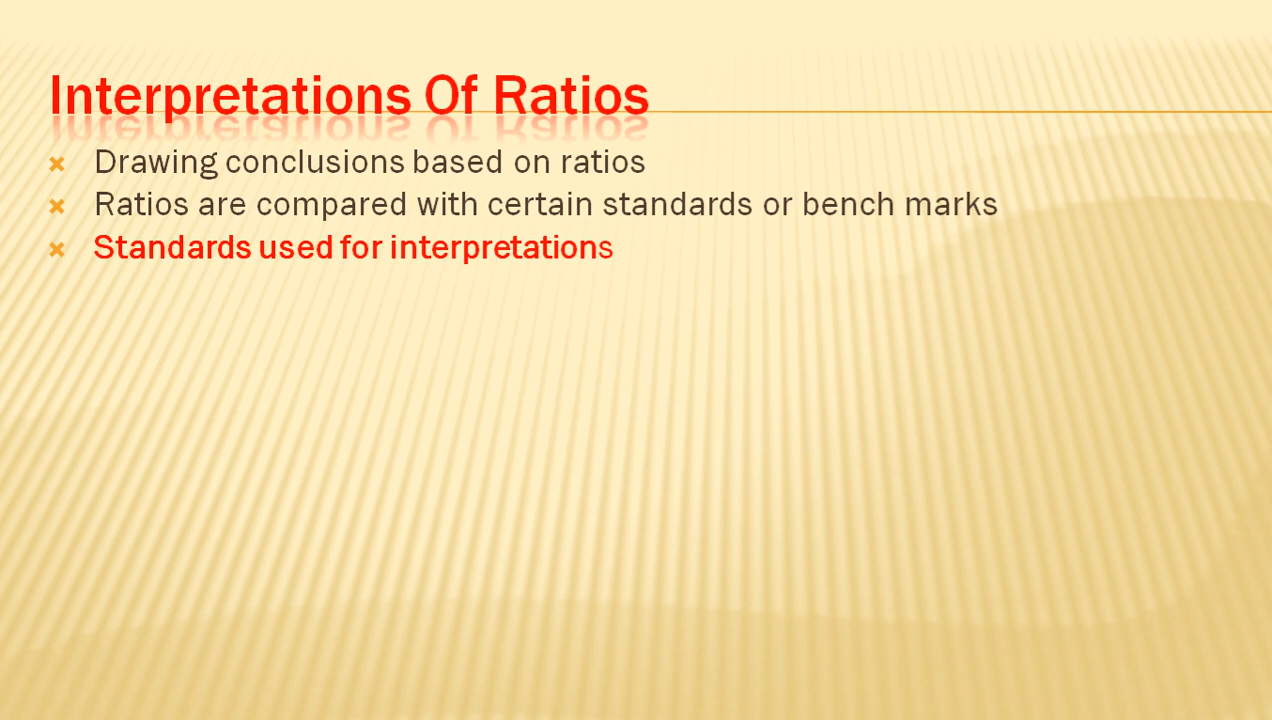 Interpretations Of Ratios
Drawing conclusions based on ratios
Ratios are compared with certain standards or bench marks
Standards used for interpretations